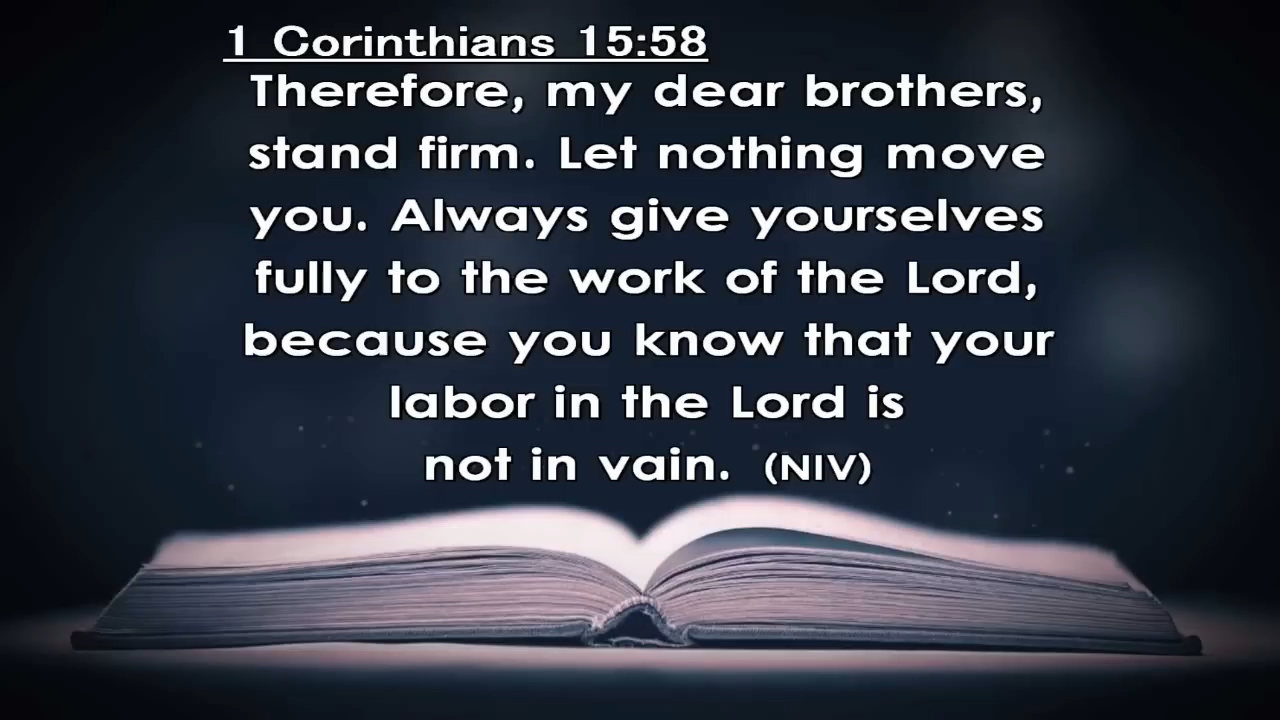 1 Corinthians 15:58
Therefore, my dear brothers,
stand firm. Let nothing move
you. Always give yourselves
fully to the work of the Lord,
because you know that your
labor in the Lord is
not in vain. (NIV)